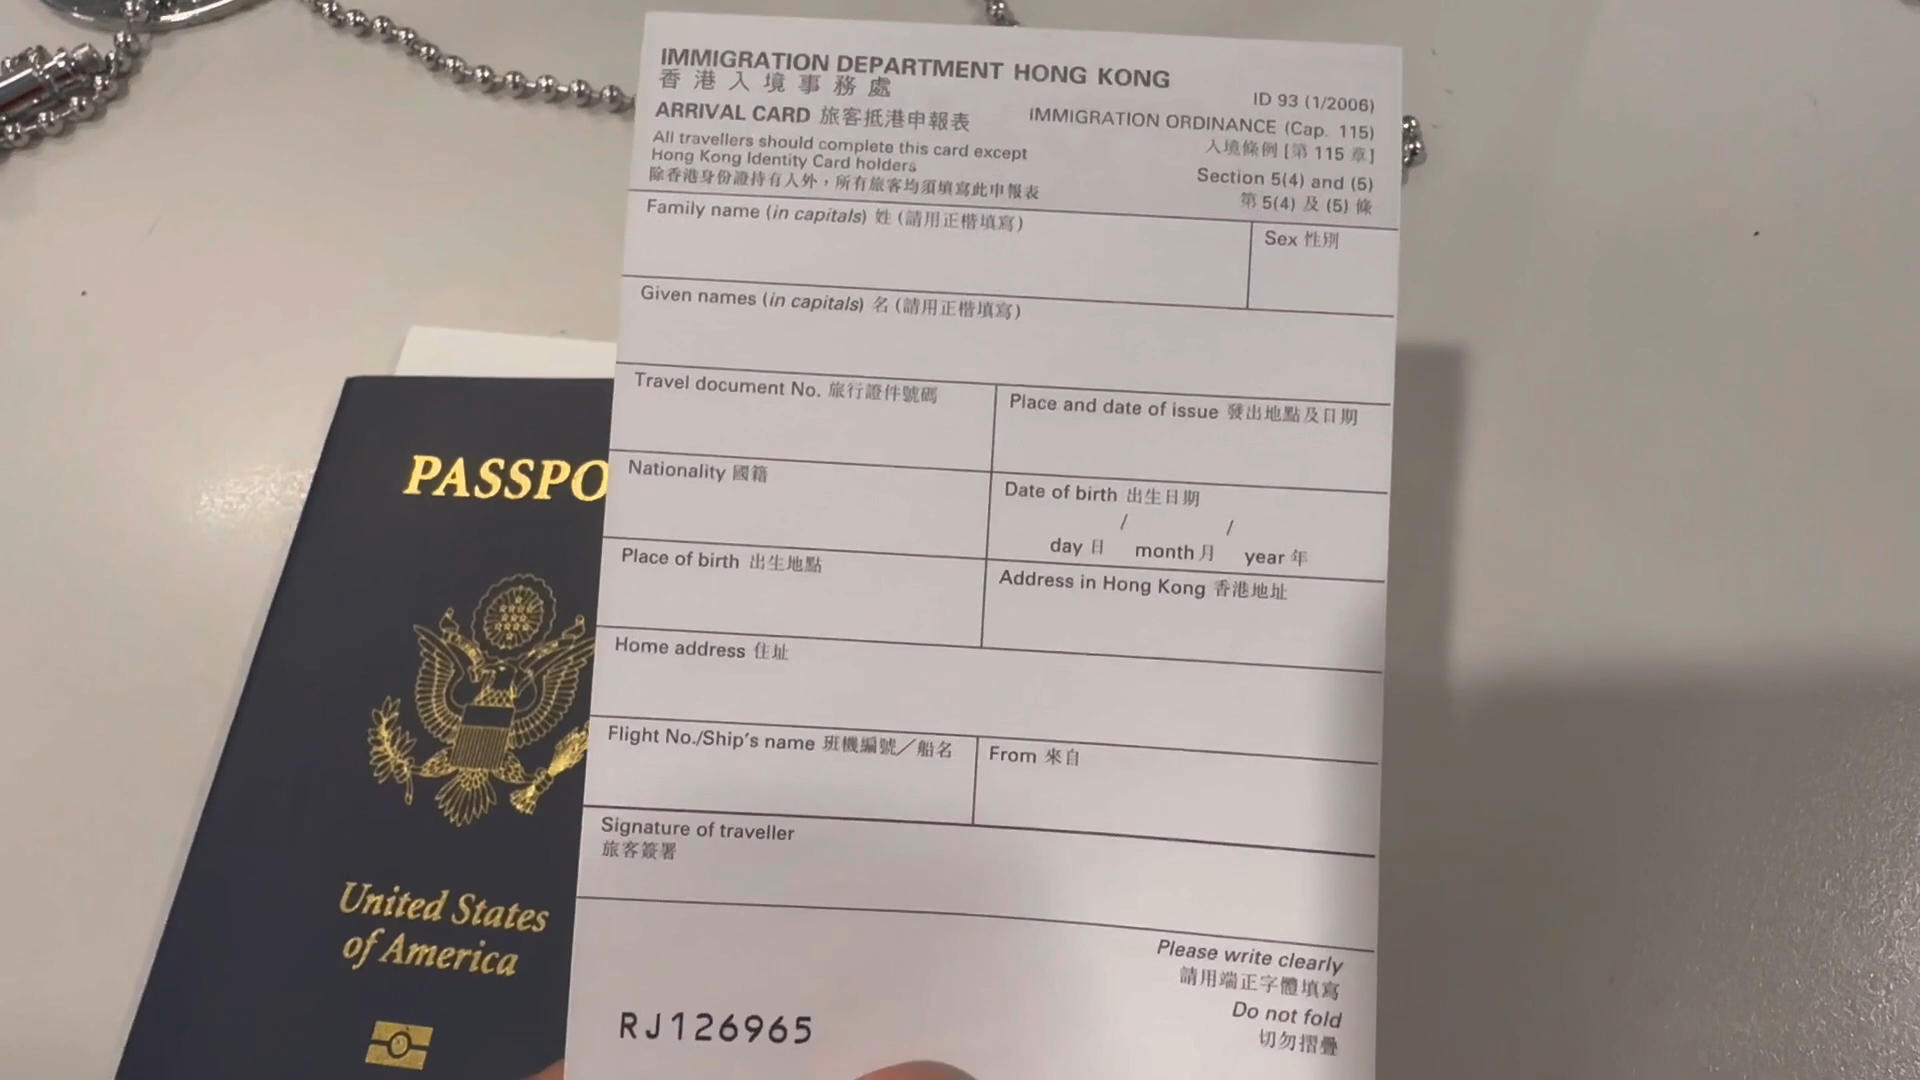 IMMIGRATION DEPARTMENT HONG KONG
香港入境事務處
ID 93 (1/2006)
ARRIVAL CARD 旅客抵港申報表
IMMIGRATION ORDINANCE (Cap. 115)
入境條例 [第 115 章]
All travellers should complete this card except
Hong Kong Identity Card holders
除香港身份證持有人外，所有旅客均須填寫此申報表
Section 5(4) and (5)
第 5(4) 及 (5) 條
Family name (in capitals) 姓 (請用正楷填寫)
Sex 性別
Given names (in capitals) 名 (請用正楷填寫)
Travel document No. 旅行證件號碼
Place and date of issue 發出地點及日期
Nationality 國籍
Date of birth 出生日期
/ /
day 日 month 月 year 年
Place of birth 出生地點
Address in Hong Kong 香港地址
Home address 住址
Flight No./Ship's name 班機編號／船名
From 來自
Signature of traveller
旅客簽署
Please write clearly
請用端正字體填寫
Do not fold
切勿摺疊
RJ126965
PASSPO
United States
of America